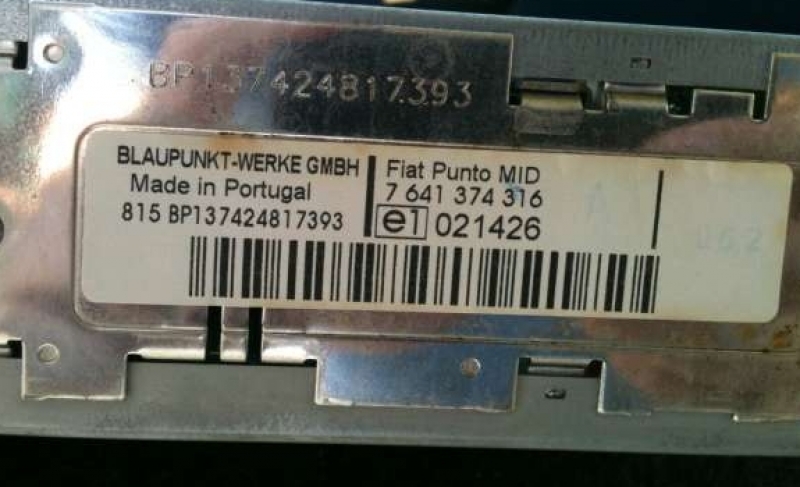 BP137424817393
BLAUPUNKT-WERKE GMBH
Made in Portugal
815 BP137424817393
Fiat Punto MID
7 641 374 316
e1 021426